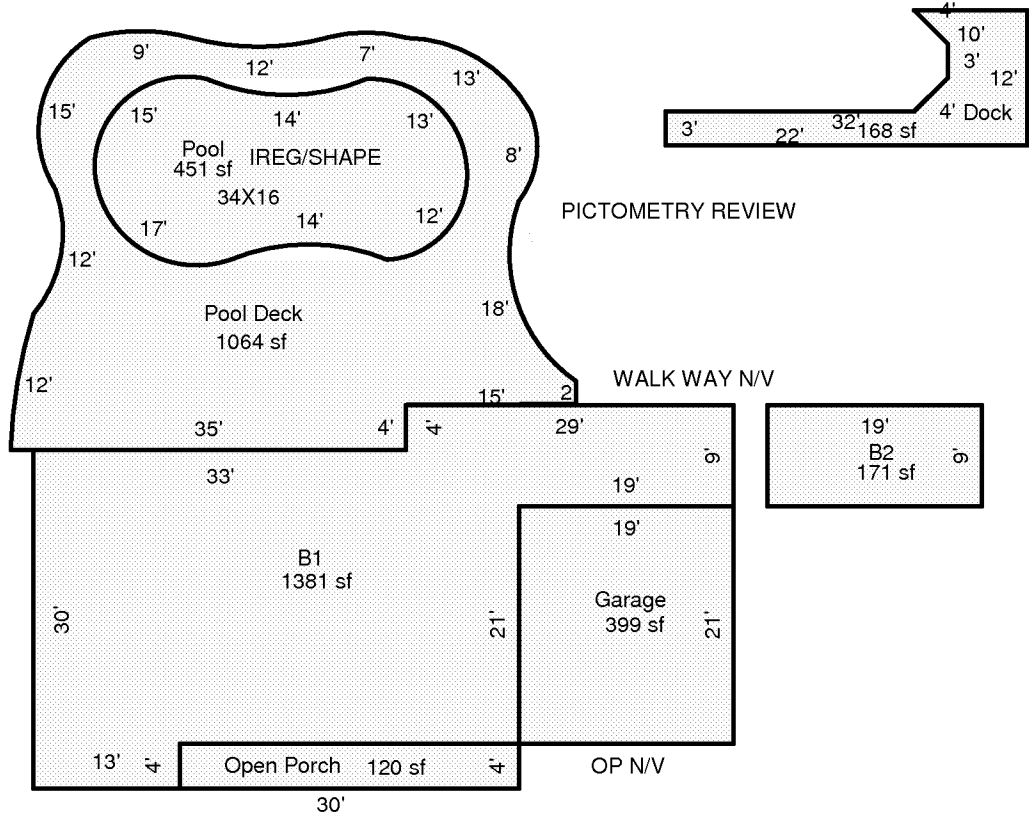 4'
9'
7'
10'
12'
3'
13'
12'
15'
15'
14'
13'
4' Dock
32'
3'
22'
168 sf
Pool
IREG/SHAPE
451 sf
8'
34X16
17'
14'
12'
PICTOMETRY REVIEW
12'
Pool Deck
18'
1064 sf
WALK WAY N/V
12'
15'
2
35'
4'
4'
29'
19'
B2
9'
9'
171 sf
33'
19'
19'
B1
1381 sf
Garage
399 sf
30'
21'
21'
13'
4'
Open Porch
120 sf
4'
OP N/V
30'